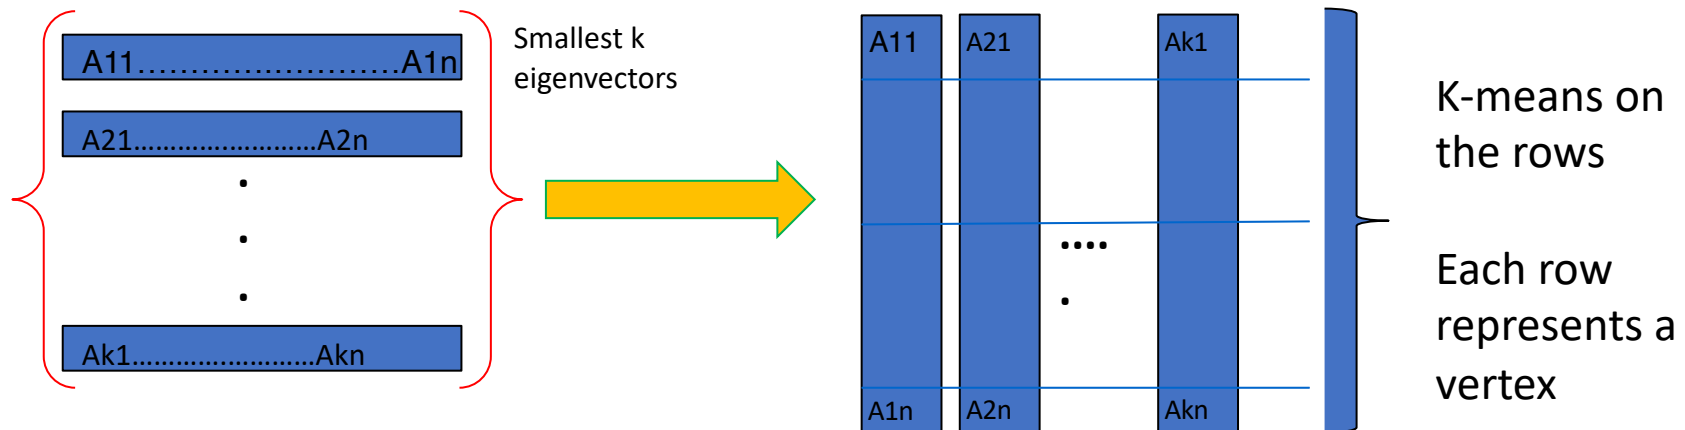 A11.........................A1n
Smallest k
eigenvectors
A21.........................A2n
.
.
.
Ak1.........................Akn
A11 A21 Ak1
....
.
A1n A2n Akn
K-means on
the rows
Each row
represents a
vertex